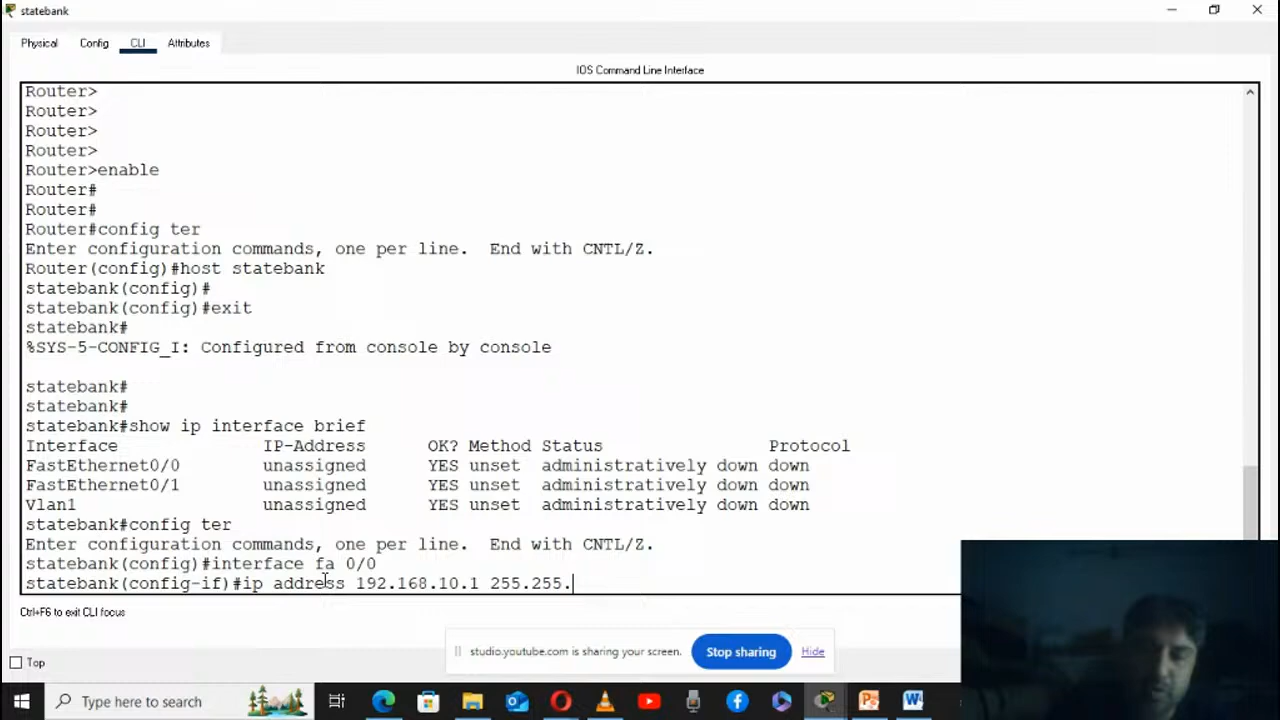 statebank
Physical Config CLI Attributes
IOS Command Line Interface
Router>
Router>
Router>
Router>
Router>enable
Router#
Router#
Router#config ter
Enter configuration commands, one per line.  End with CNTL/Z.
Router(config)#host statebank
statebank(config)#
statebank(config)#exit
statebank#
%SYS-5-CONFIG_I: Configured from console by console
statebank#
statebank#
statebank#show ip interface brief
Interface IP-Address OK? Method Status Protocol
FastEthernet0/0 unassigned YES unset administratively down down
FastEthernet0/1 unassigned YES unset administratively down down
Vlan1 unassigned YES unset administratively down down
statebank#config ter
Enter configuration commands, one per line.  End with CNTL/Z.
statebank(config)#interface fa 0/0
statebank(config-if)#ip address 192.168.10.1 255.255.
Ctrl+F6 to exit CLI focus
studio.youtube.com is sharing your screen. Stop sharing Hide
Top
Type here to search